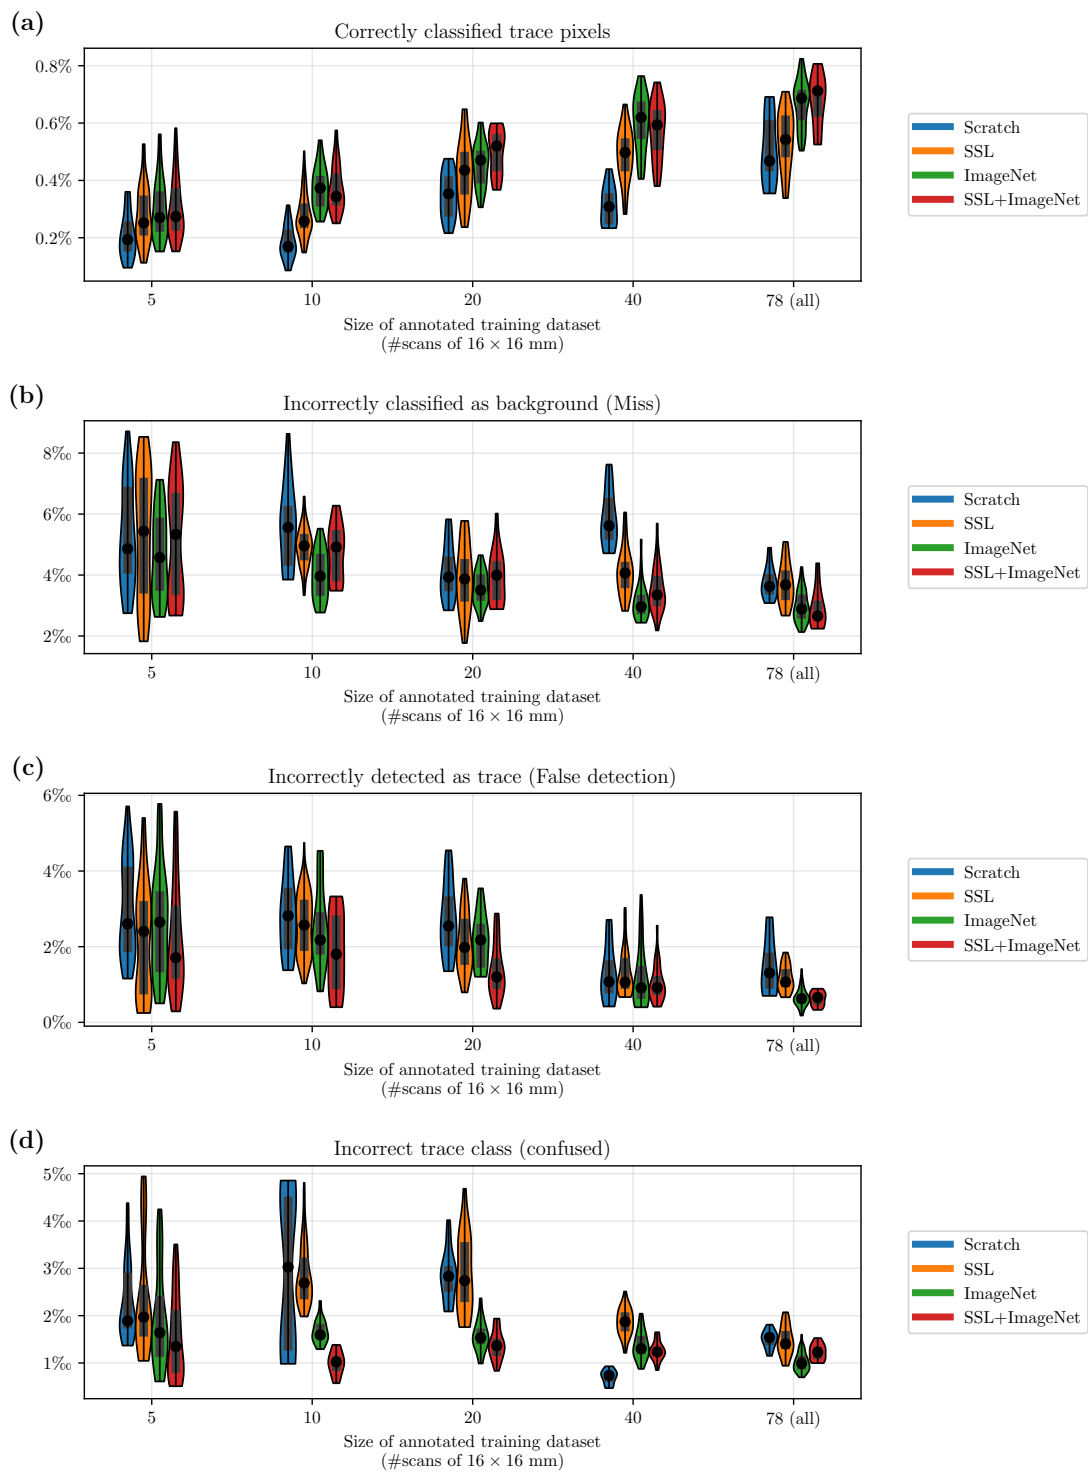 (a)
Correctly classified trace pixels
0.8%
0.6%
0.4%
0.2%
5 10 20 40 78 (all)
Size of annotated training dataset
(#scans of 16 × 16 mm)
Scratch
SSL
ImageNet
SSL+ImageNet
(b)
Incorrectly classified as background (Miss)
8‰
6‰
4‰
2‰
5 10 20 40 78 (all)
Size of annotated training dataset
(#scans of 16 × 16 mm)
Scratch
SSL
ImageNet
SSL+ImageNet
(c)
Incorrectly detected as trace (False detection)
6‰
4‰
2‰
0‰
5 10 20 40 78 (all)
Size of annotated training dataset
(#scans of 16 × 16 mm)
Scratch
SSL
ImageNet
SSL+ImageNet
(d)
Incorrect trace class (confused)
5‰
4‰
3‰
2‰
1‰
5 10 20 40 78 (all)
Size of annotated training dataset
(#scans of 16 × 16 mm)
Scratch
SSL
ImageNet
SSL+ImageNet